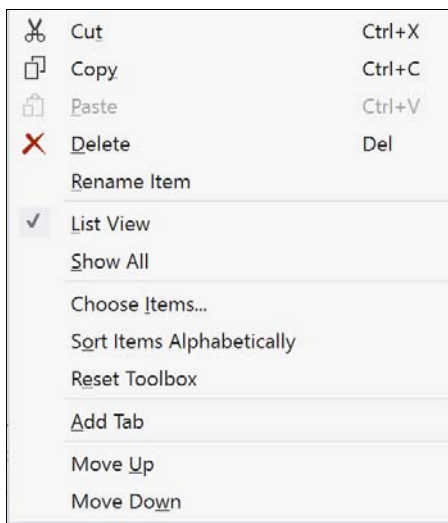 Cut Ctrl+X
Copy Ctrl+C
Paste Ctrl+V
Delete Del
Rename Item
List View
Show All
Choose Items...
Sort Items Alphabetically
Reset Toolbox
Add Tab
Move Up
Move Down